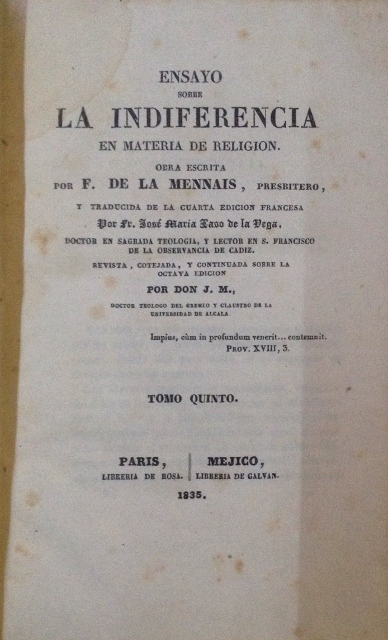 ENSAYO
SOBRE
LA INDIFERENCIA
EN MATERIA DE RELIGION.
OBRA ESCRITA
POR F. DE LA MENNAIS, PRESBITERO,
Y TRADUCIDA DE LA CUARTA EDICION FRANCESA
Por Fr. José Maria Laso de la Vega,
DOCTOR EN SAGRADA TEOLOGIA, Y LECTOR EN S. FRANCISCO
DE LA OBSERVANCIA DE CADIZ.
REVISTA, COTEJADA, Y CONTINUADA SOBRE LA
OCTAVA EDICION
POR DON J. M.,
DOCTOR TEOLOGO DEL GREMIO Y CLAUSTRO DE LA
UNIVERSIDAD DE ALCALA
Impius, cùm in profundum venerit... contemnit.
PROV. XVIII, 3.
TOMO QUINTO.
PARIS, MEJICO,
LIBRERIA DE ROSA. LIBRERIA DE GALVAN.
1835.